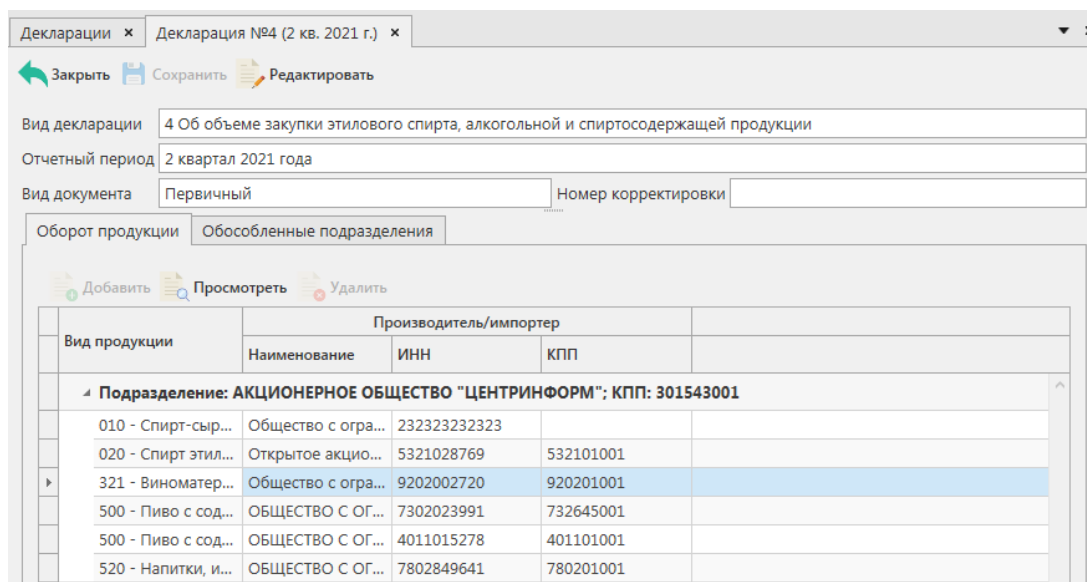 Декларации × Декларация №4 (2 кв. 2021 г.) ×
Закрыть Сохранить Редактировать
Вид декларации 4 Об объеме закупки этилового спирта, алкогольной и спиртосодержащей продукции
Отчетный период 2 квартал 2021 года
Вид документа Первичный Номер корректировки
Оборот продукции Обособленные подразделения
Добавить Просмотреть Удалить
Вид продукции Производитель/импортер
Наименование ИНН КПП
Подразделение: АКЦИОНЕРНОЕ ОБЩЕСТВО "ЦЕНТРИНФОРМ"; КПП: 301543001
010 - Спирт-сыр... Общество с огра... 232323232323
020 - Спирт этил... Открытое акцио... 5321028769 532101001
321 - Виноматер... Общество с огра... 9202002720 920201001
500 - Пиво с сод... ОБЩЕСТВО С ОГ... 7302023991 732645001
500 - Пиво с сод... ОБЩЕСТВО С ОГ... 4011015278 401101001
520 - Напитки, и... ОБЩЕСТВО С ОГ... 7802849641 780201001